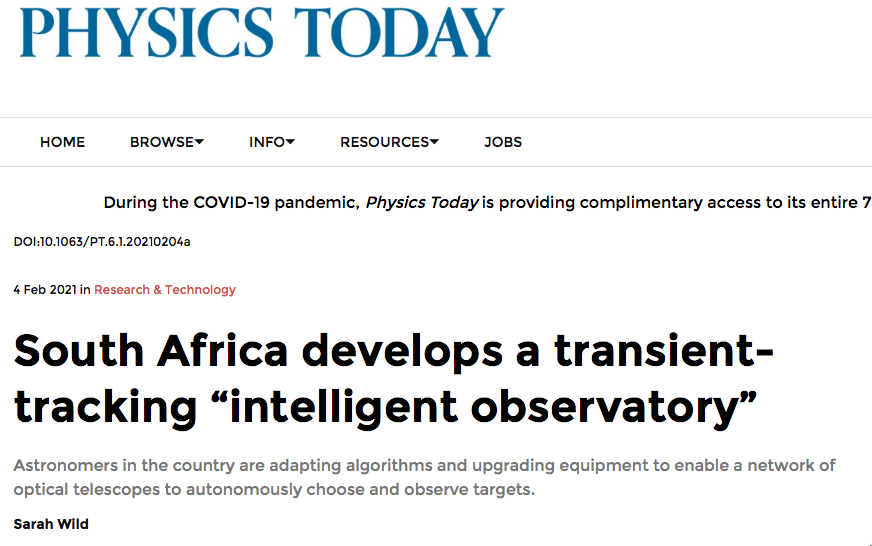 PHYSICS TODAY
HOME BROWSE INFO RESOURCES JOBS
During the COVID-19 pandemic, Physics Today is providing complimentary access to its entire 7
DOI:10.1063/PT.6.1.20210204a
4 Feb 2021 in Research & Technology
South Africa develops a transient-
tracking “intelligent observatory”
Astronomers in the country are adapting algorithms and upgrading equipment to enable a network of
optical telescopes to autonomously choose and observe targets.
Sarah Wild